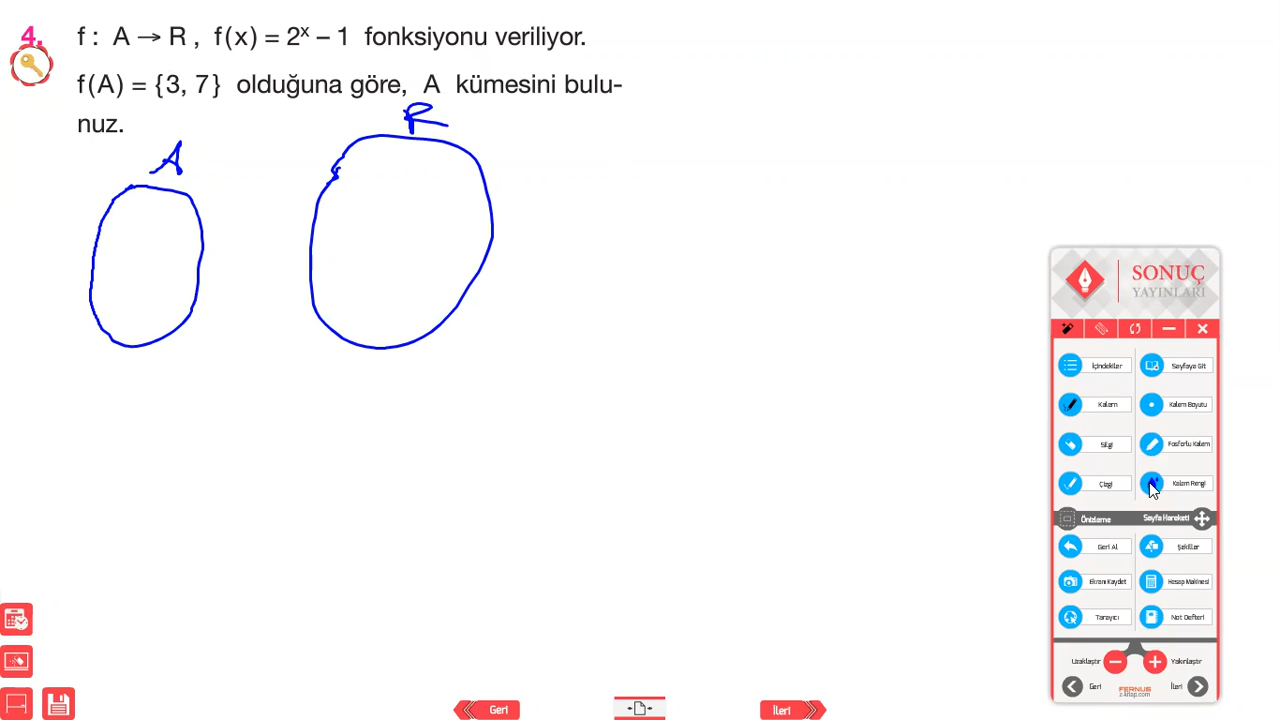 4. f : A → R , f(x) = 2ˣ – 1 fonksiyonu veriliyor.
f(A) = {3, 7} olduğuna göre, A kümesini bulu-
nuz.
A
R
SONUÇ
YAYINLARI
İçindekiler
Sayfaya Git
Kalem
Kalem Boyutu
Silgi
Fosforlu Kalem
Çizgi
Kalem Rengi
Önizleme
Sayfa Hareketi
Geri Al
Şekiller
Ekranı Kaydet
Hesap Makinesi
Tarayıcı
Not Defteri
Uzaklaştır
Yakınlaştır
Geri
FERNUS
z-kitap.com
İleri
Geri
İleri